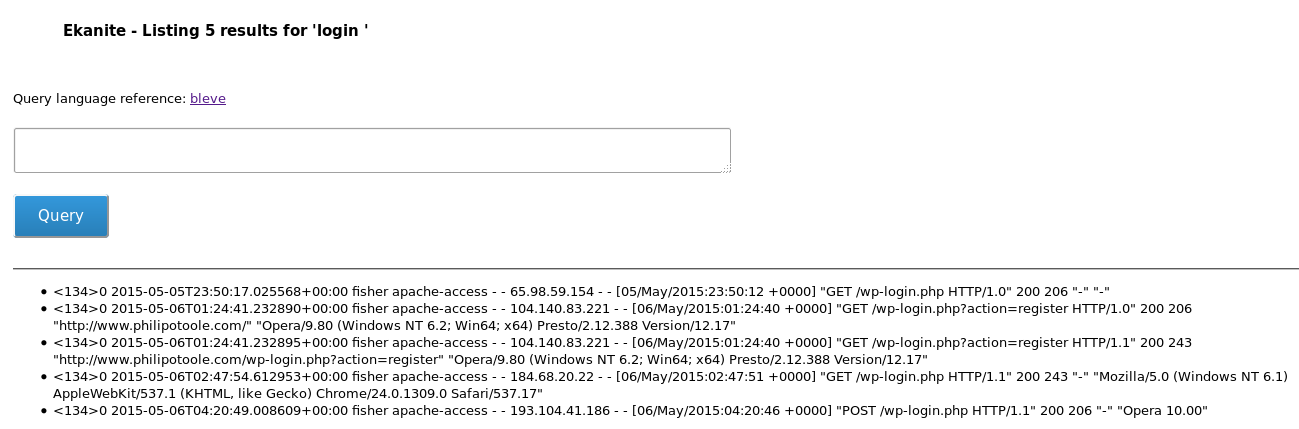 Ekanite - Listing 5 results for 'login '
Query language reference: bleve
Query
<134>0 2015-05-05T23:50:17.025568+00:00 fisher apache-access - - 65.98.59.154 - - [05/May/2015:23:50:12 +0000] "GET /wp-login.php HTTP/1.0" 200 206 "-" "-"
<134>0 2015-05-06T01:24:41.232890+00:00 fisher apache-access - - 104.140.83.221 - - [06/May/2015:01:24:40 +0000] "GET /wp-login.php?action=register HTTP/1.0" 200 206
"http://www.philipotoole.com/" "Opera/9.80 (Windows NT 6.2; Win64; x64) Presto/2.12.388 Version/12.17"
<134>0 2015-05-06T01:24:41.232895+00:00 fisher apache-access - - 104.140.83.221 - - [06/May/2015:01:24:40 +0000] "GET /wp-login.php?action=register HTTP/1.1" 200 243
"http://www.philipotoole.com/wp-login.php?action=register" "Opera/9.80 (Windows NT 6.2; Win64; x64) Presto/2.12.388 Version/12.17"
<134>0 2015-05-06T02:47:54.612953+00:00 fisher apache-access - - 184.68.20.22 - - [06/May/2015:02:47:51 +0000] "GET /wp-login.php HTTP/1.1" 200 243 "-" "Mozilla/5.0 (Windows NT 6.1)
AppleWebKit/537.1 (KHTML, like Gecko) Chrome/24.0.1309.0 Safari/537.17"
<134>0 2015-05-06T04:20:49.008609+00:00 fisher apache-access - - 193.104.41.186 - - [06/May/2015:04:20:46 +0000] "POST /wp-login.php HTTP/1.1" 200 206 "-" "Opera 10.00"